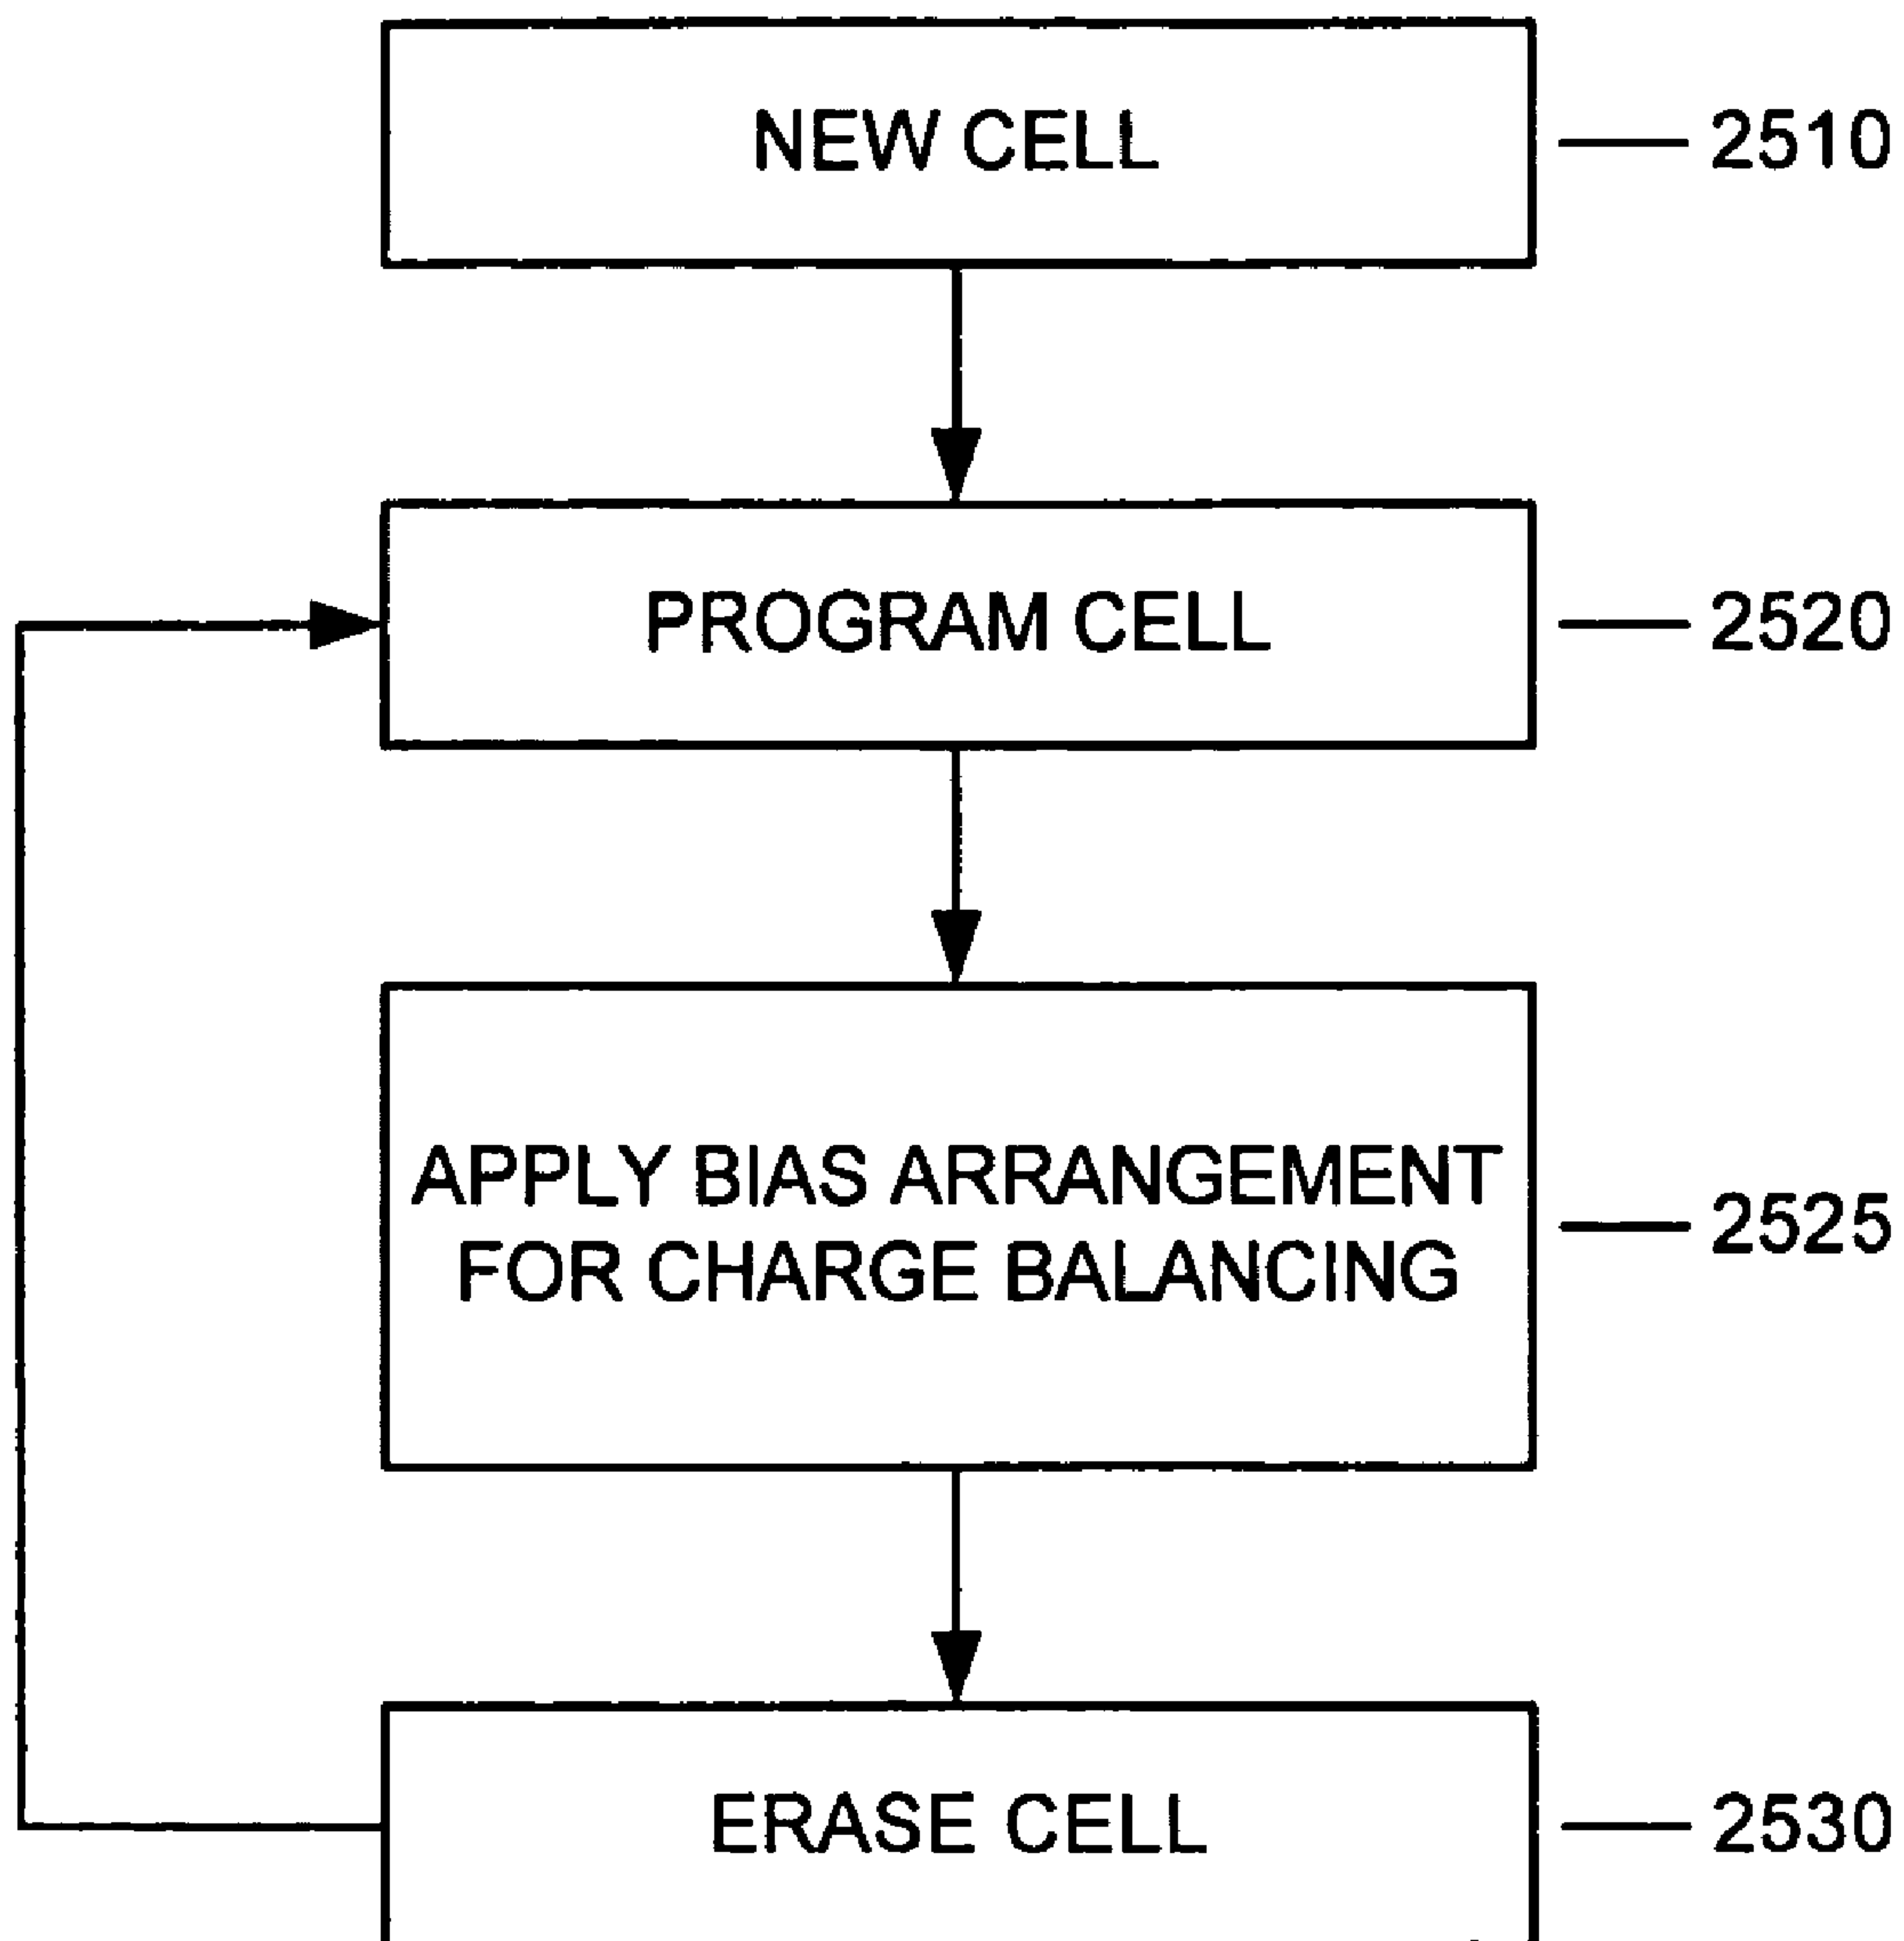 NEW CELL
2510
PROGRAM CELL
2520
APPLY BIAS ARRANGEMENT
FOR CHARGE BALANCING
2525
ERASE CELL
2530